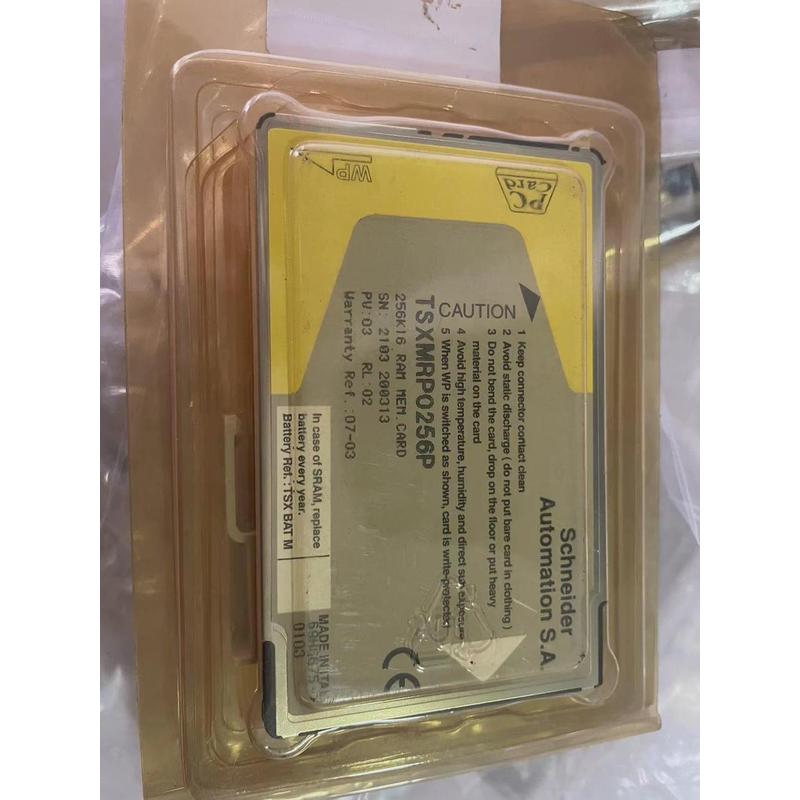 PC
Card
WP
Schneider
Automation S.A.
CAUTION
1 Keep connector contact clean
2 Avoid static discharge ( do not put bare card in clothing )
3 Do not bend the card, drop on the floor or put heavy
material on the card
4 Avoid high temperature, humidity and direct sun exposure
5 When WP is switched as shown, card is write-protected
TSXMRP0256P
256K16 RAM MEM.CARD
SN: 2103 200313
PV:03 RL:02
Warranty Ref.:07-03
In case of SRAM, replace
battery every year.
Battery Ref.: TSX BAT M
CE
MADE IN
0103